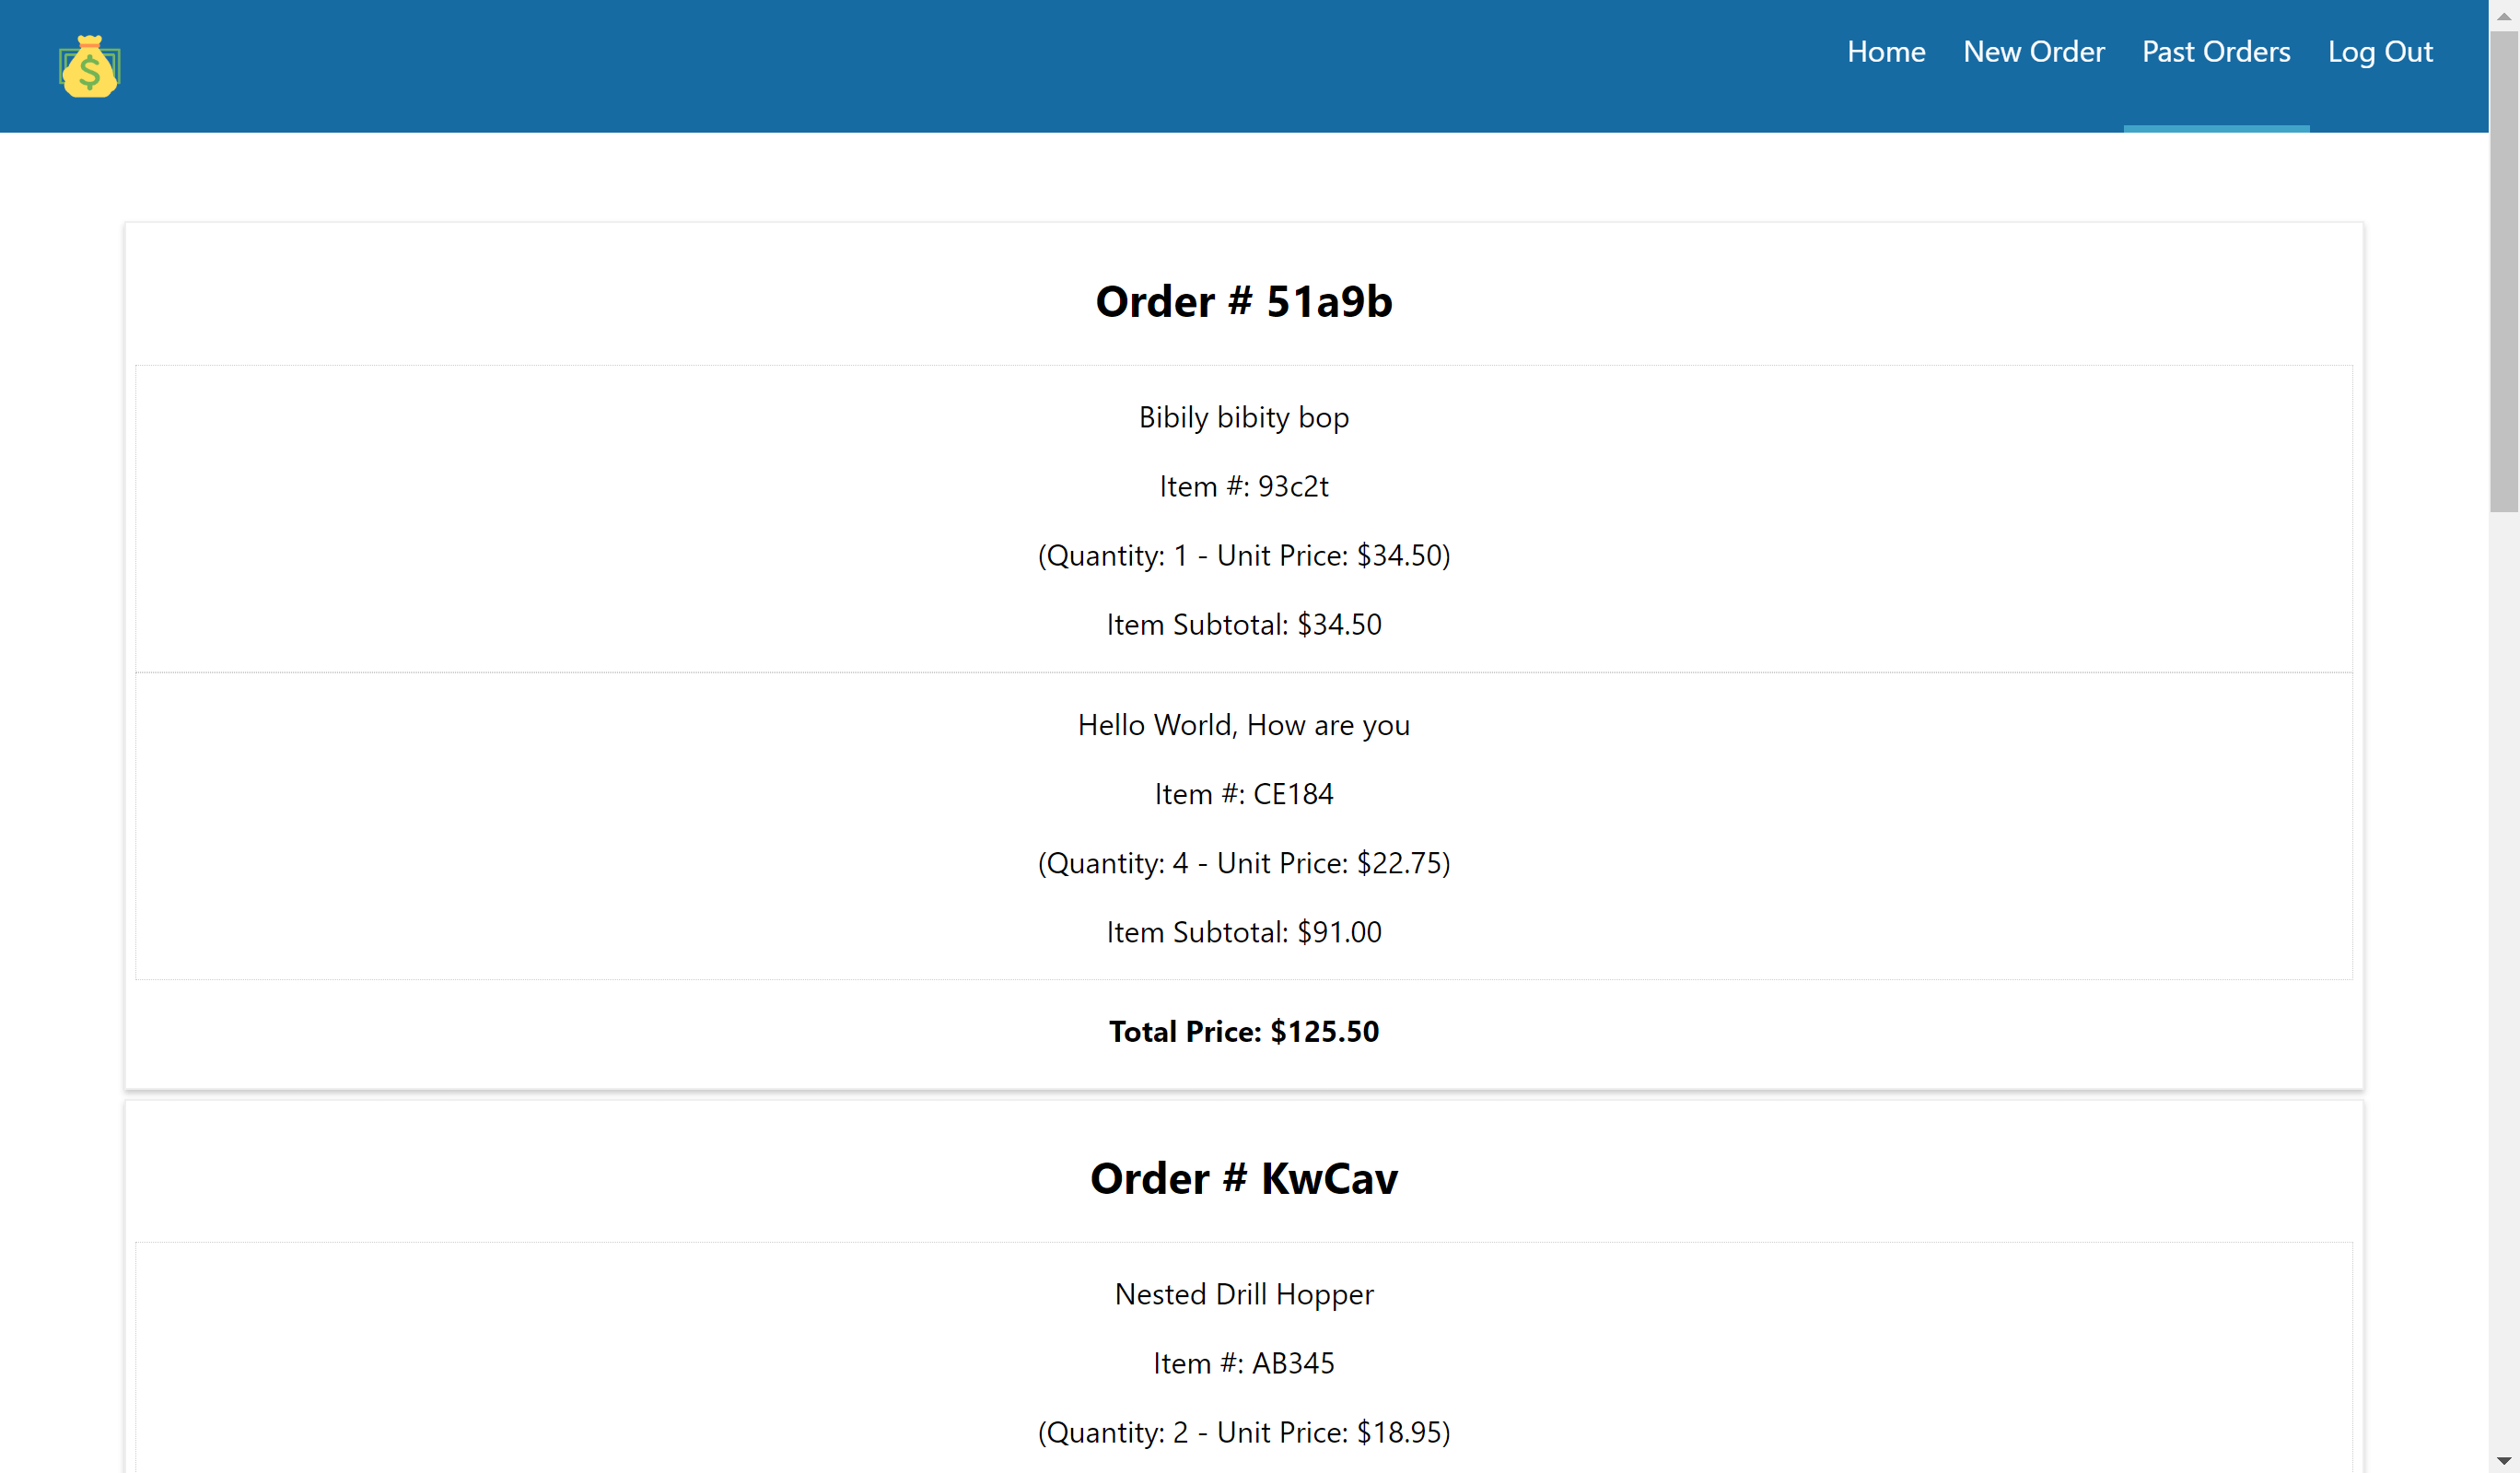 $
Home New Order Past Orders Log Out
Order # 51a9b
Bibily bibity bop
Item #: 93c2t
(Quantity: 1 - Unit Price: $34.50)
Item Subtotal: $34.50
Hello World, How are you
Item #: CE184
(Quantity: 4 - Unit Price: $22.75)
Item Subtotal: $91.00
Total Price: $125.50
Order # KwCav
Nested Drill Hopper
Item #: AB345
(Quantity: 2 - Unit Price: $18.95)